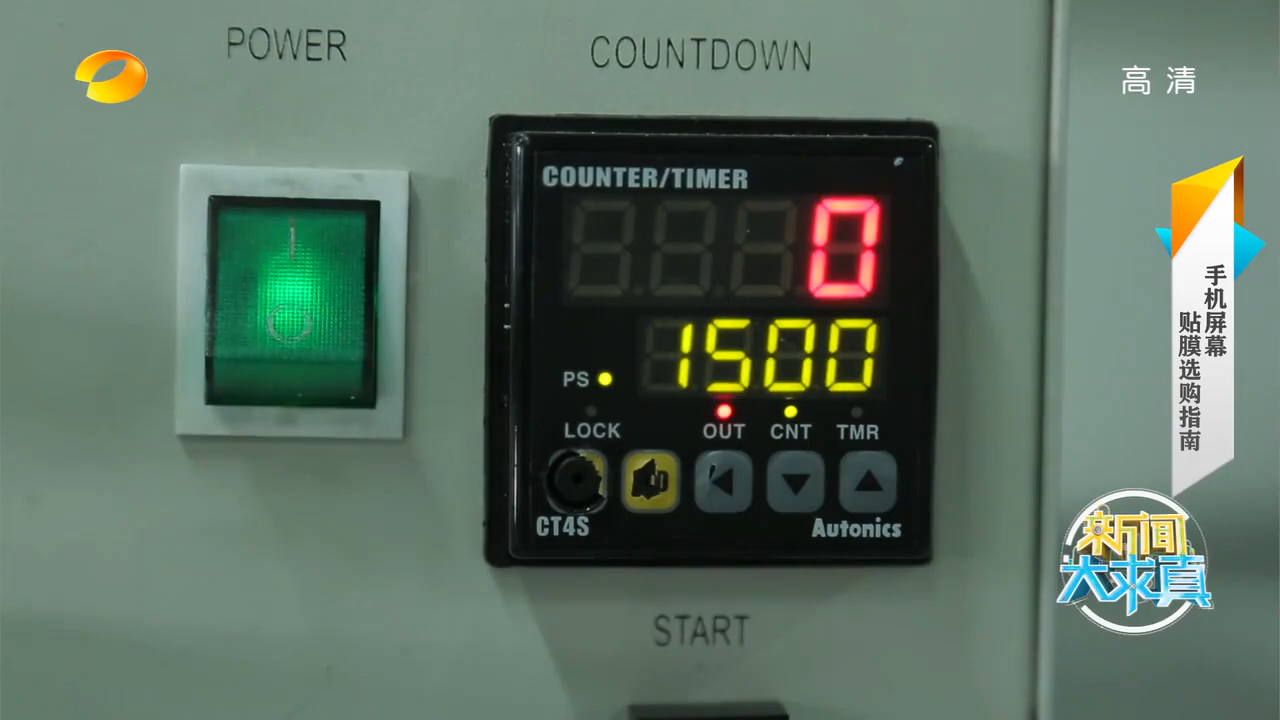 POWER
COUNTDOWN
高清
COUNTER/TIMER
0
1500
PS
LOCK
OUT
CNT
TMR
CT4S
Autonics
START
手机屏幕
贴膜选购指南
新闻
大求真